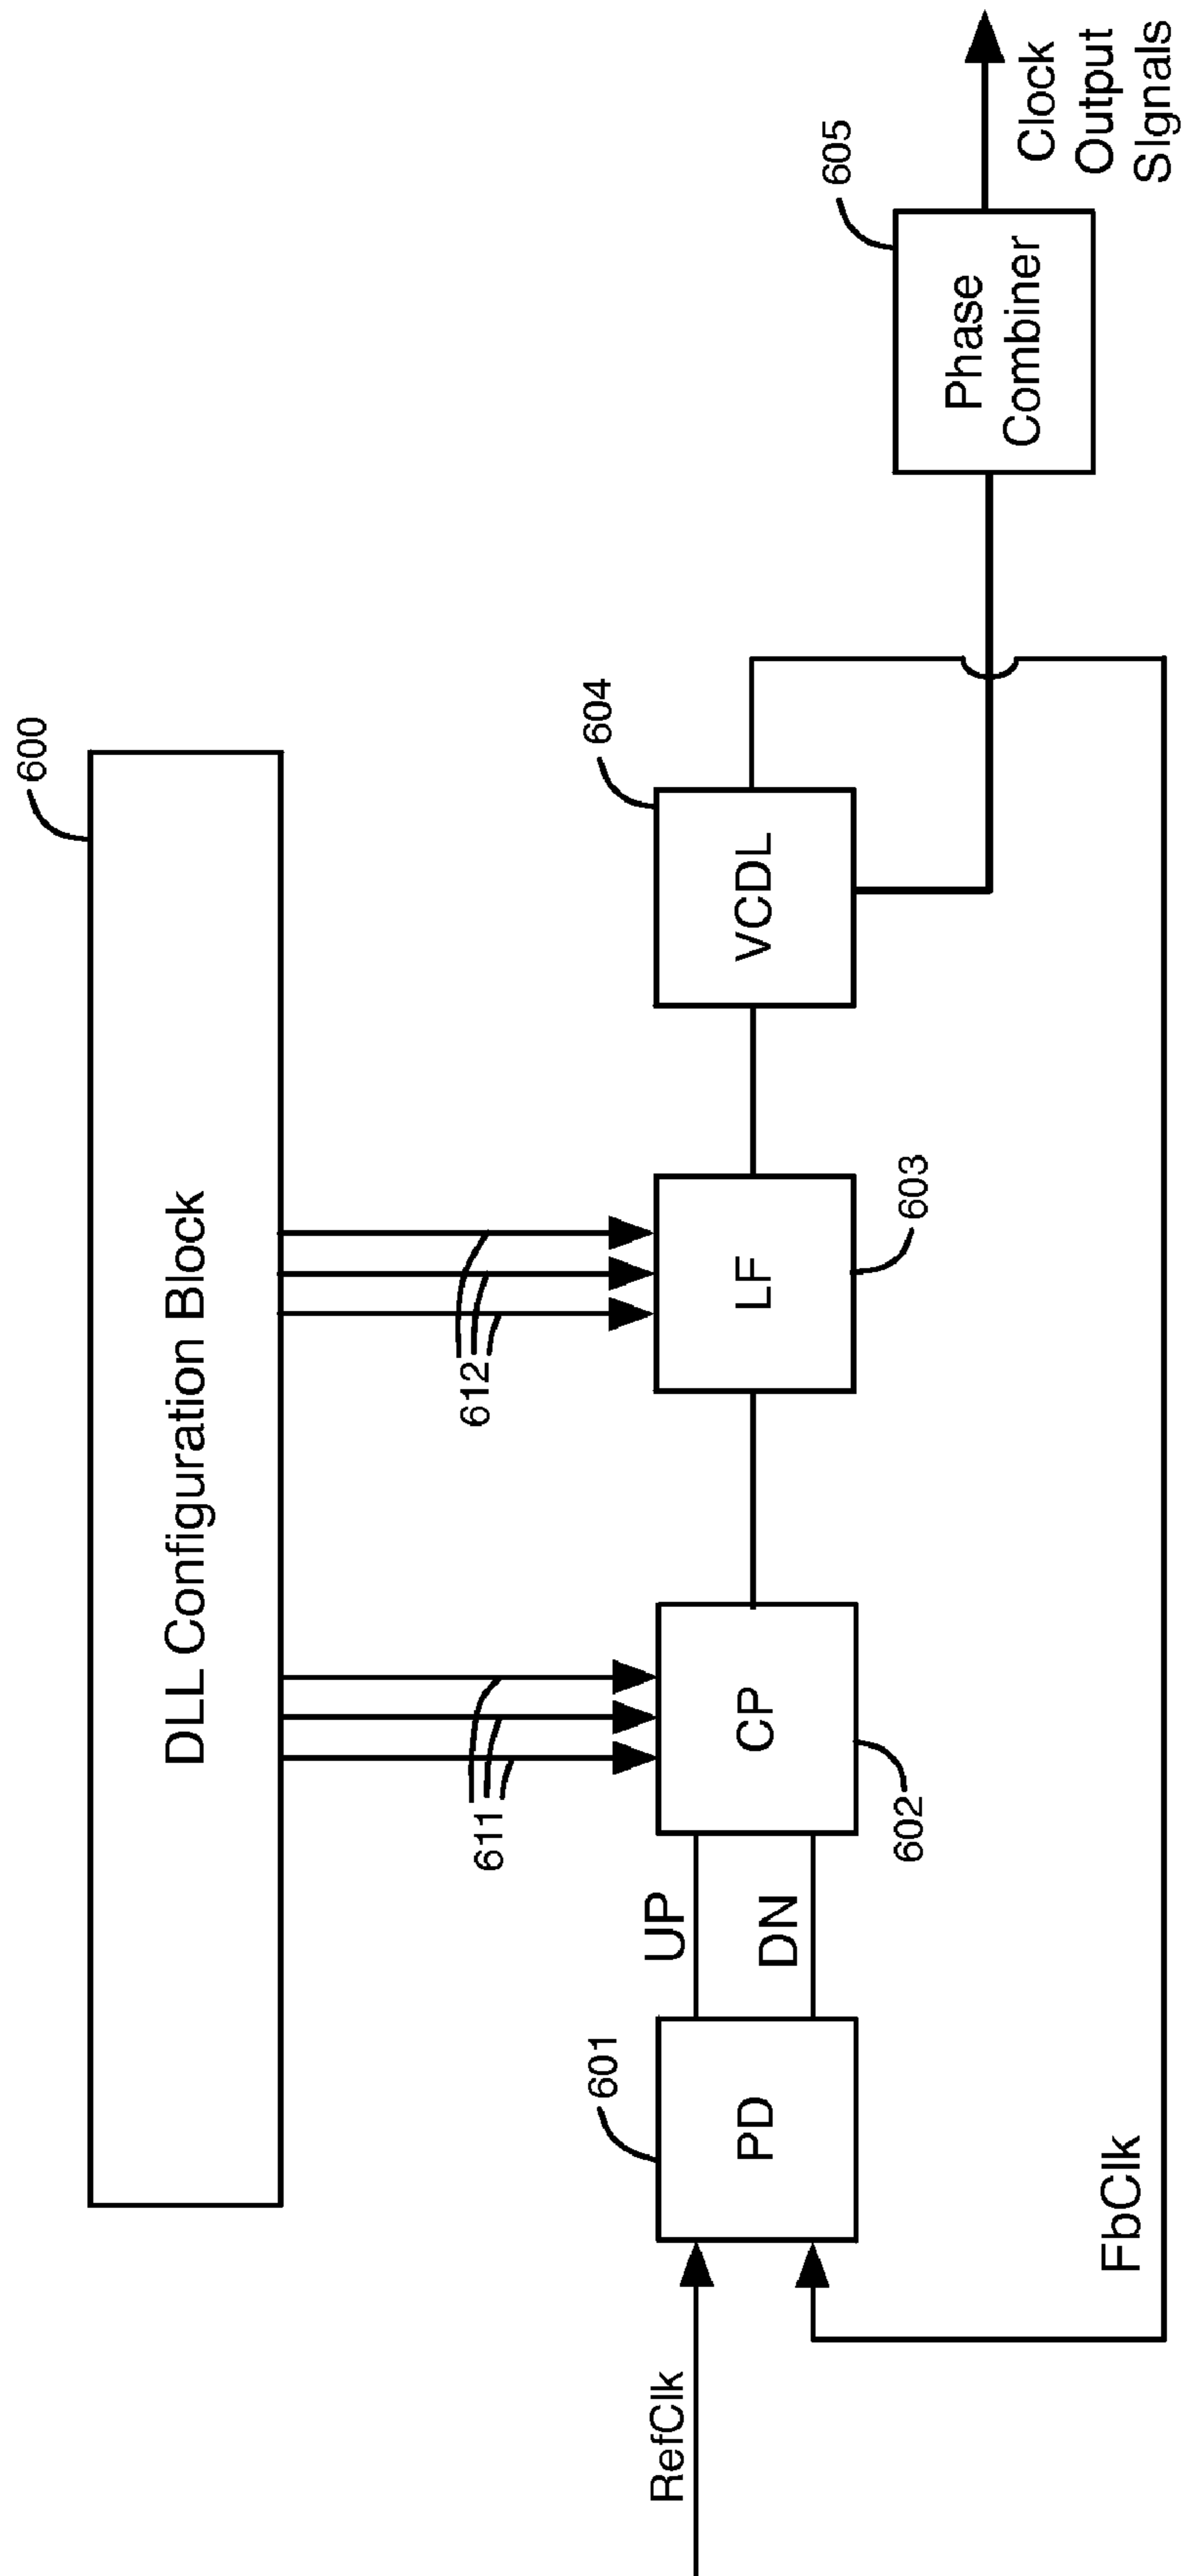 600
DLL Configuration Block
611
612
RefClk
601
PD
UP
DN
CP
602
LF
603
604
VCDL
605
Phase
Combiner
Clock
Output
SIgnals
FbClk